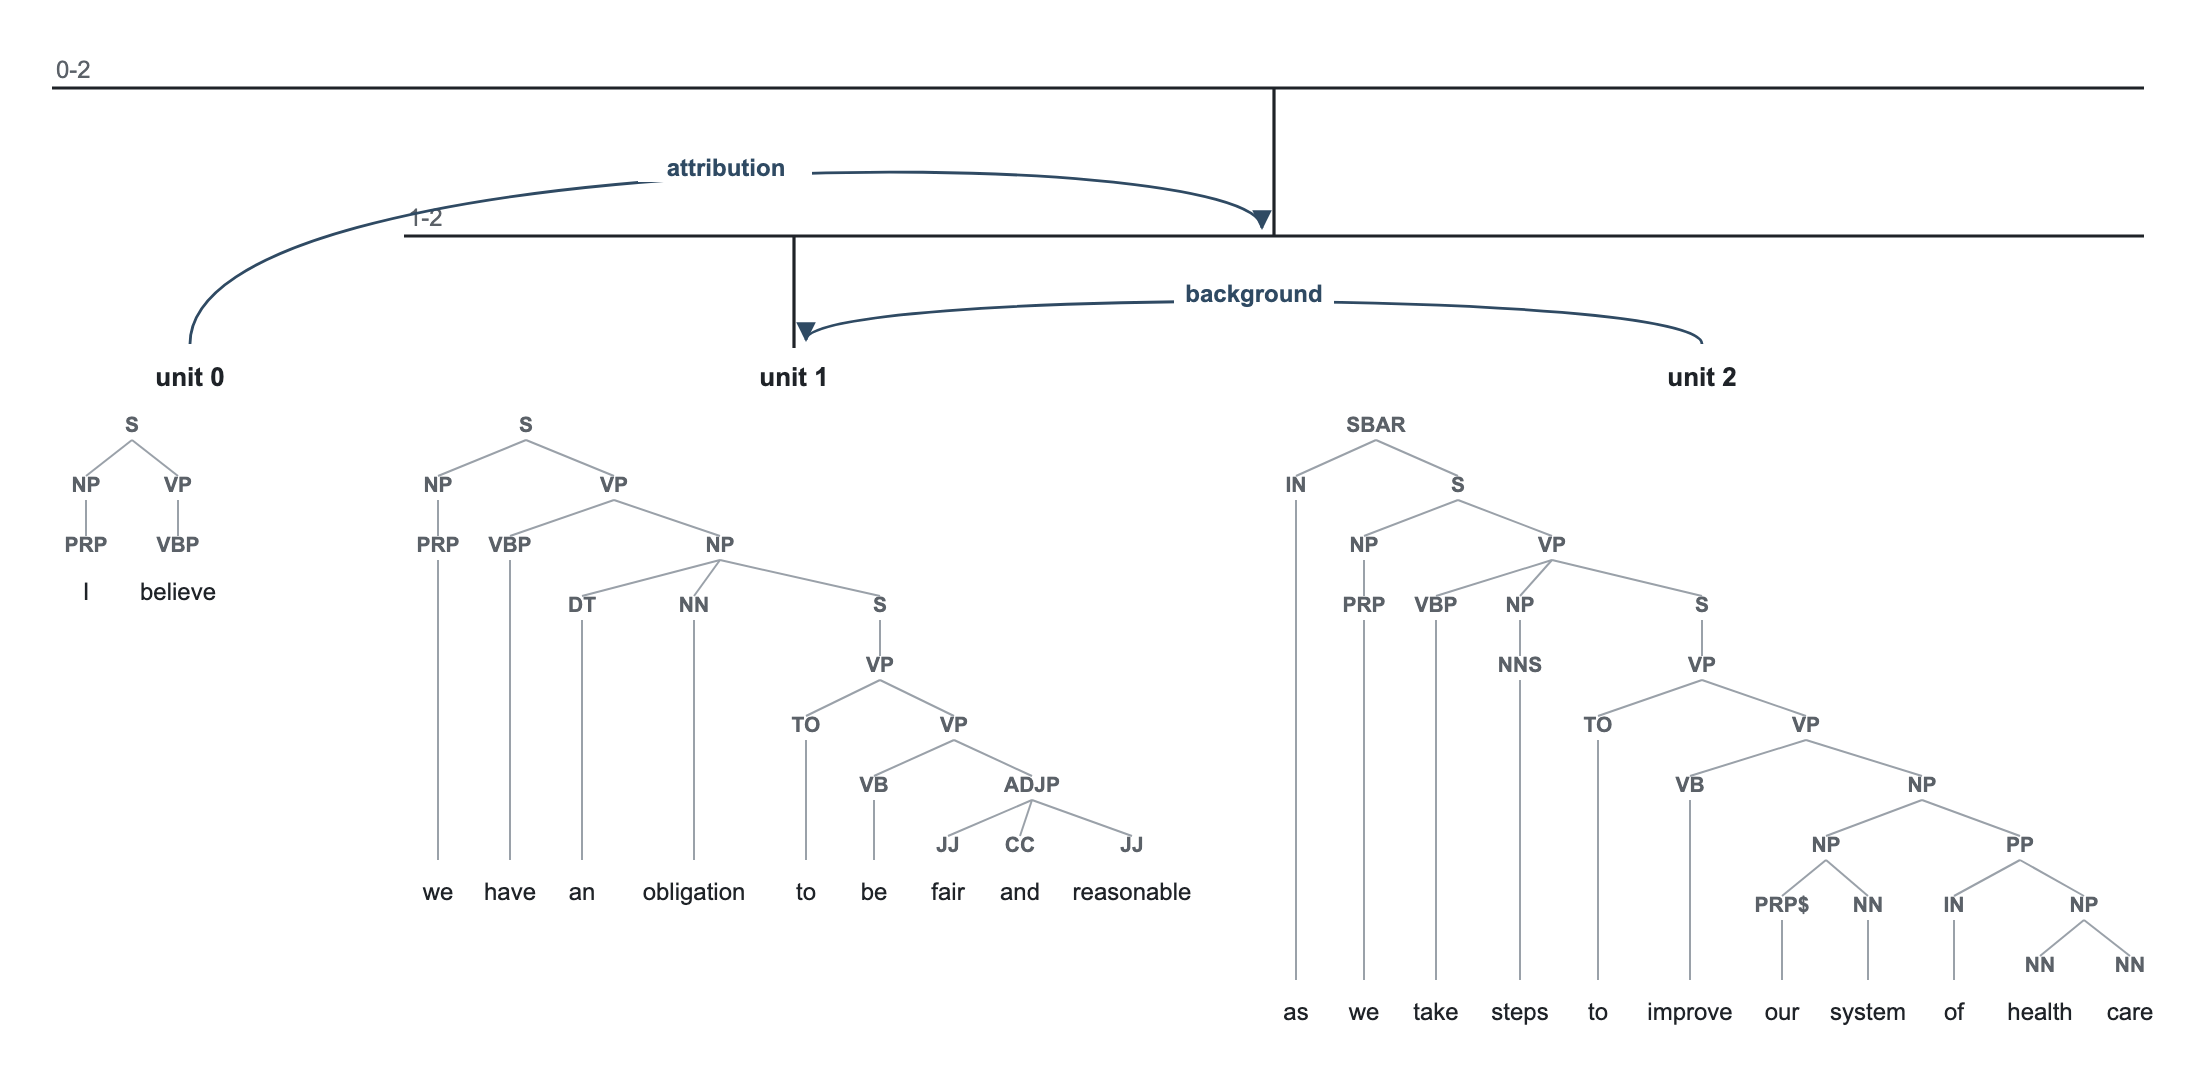 0-2
attribution
1-2
background
unit 0 unit 1 unit 2
S S SBAR
NP VP NP VP IN S
PRP VBP PRP VBP NP NP VP
DT NN S PRP VBP NP S
I believe
VP NNS VP
TO VP TO VP
VB ADJP VB NP
JJ CC JJ NP PP
we have an obligation to be fair and reasonable
PRP$ NN IN NP
NN NN
as we take steps to improve our system of health care